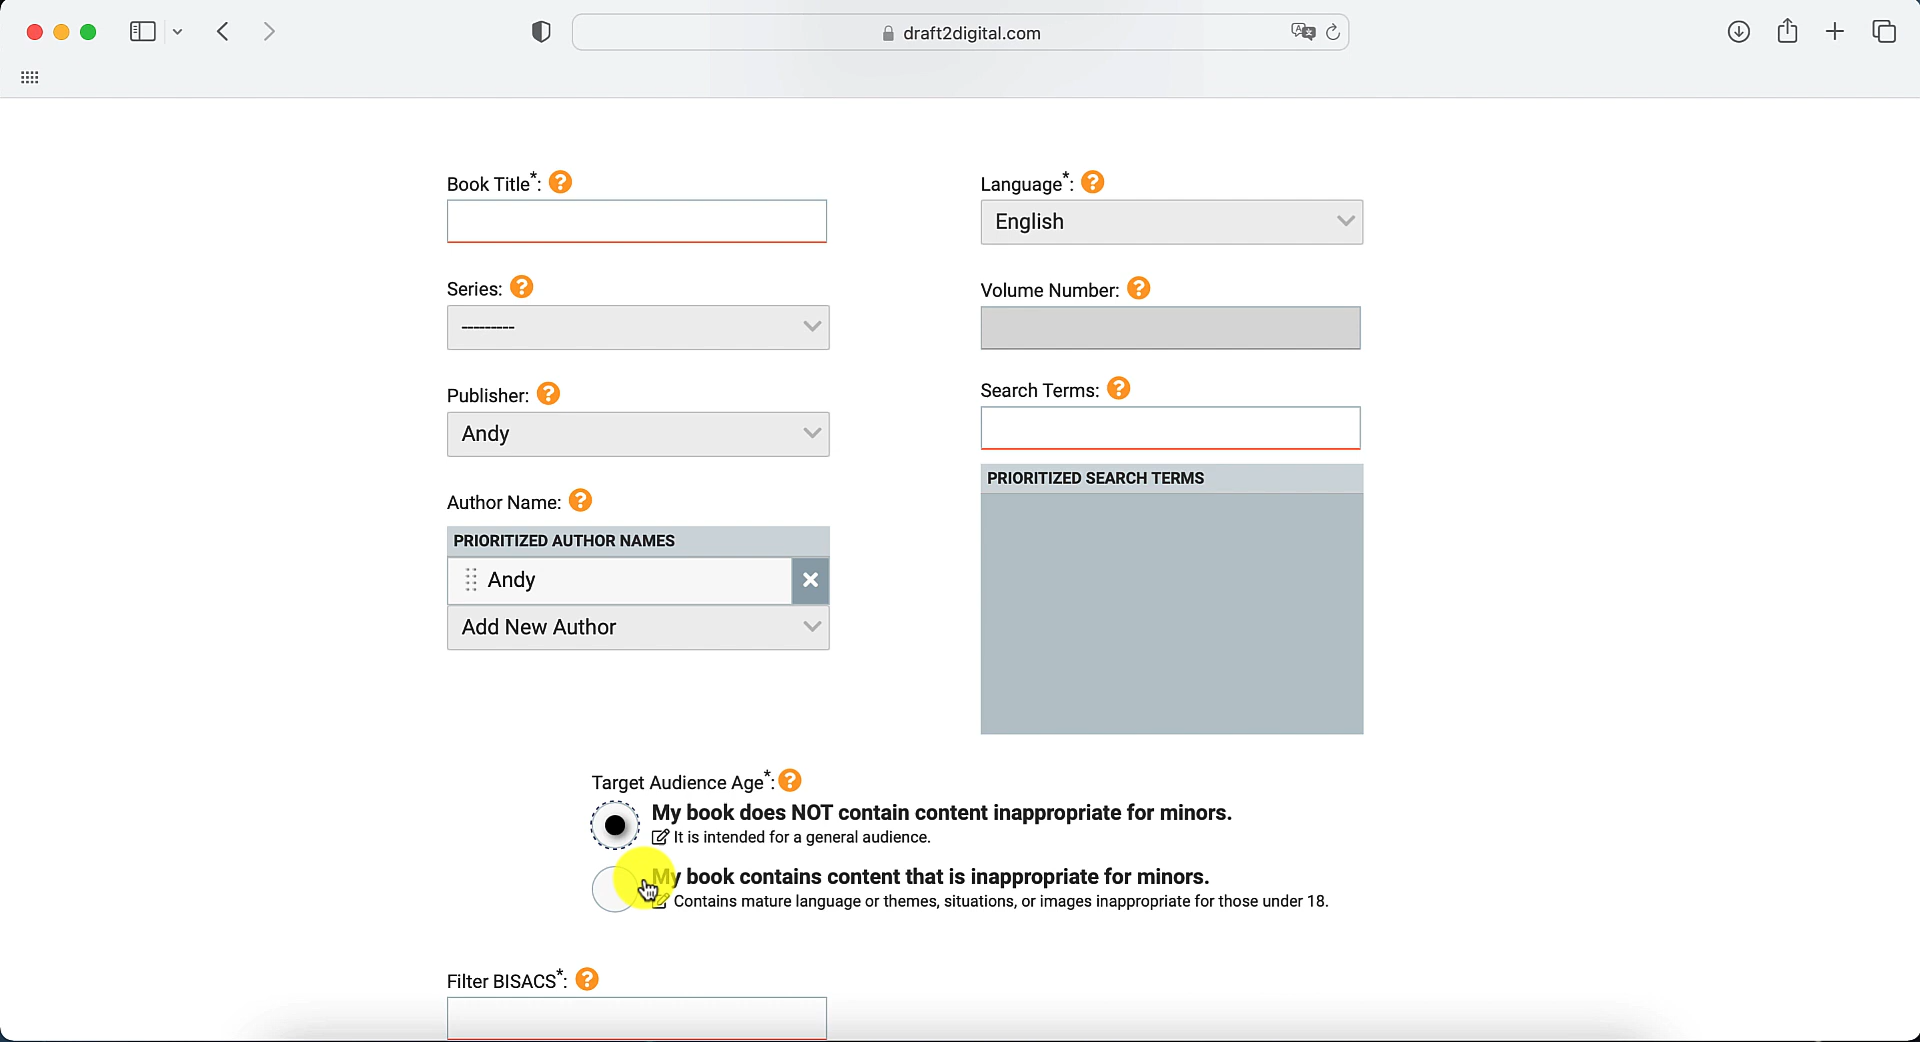 draft2digital.com
Book Title*:
Language*:
English
Series:
---------
Volume Number:
Publisher:
Andy
Search Terms:
PRIORITIZED SEARCH TERMS
Author Name:
PRIORITIZED AUTHOR NAMES
Andy
Add New Author
Target Audience Age*:
My book does NOT contain content inappropriate for minors.
It is intended for a general audience.
My book contains content that is inappropriate for minors.
Contains mature language or themes, situations, or images inappropriate for those under 18.
Filter BISACS*: